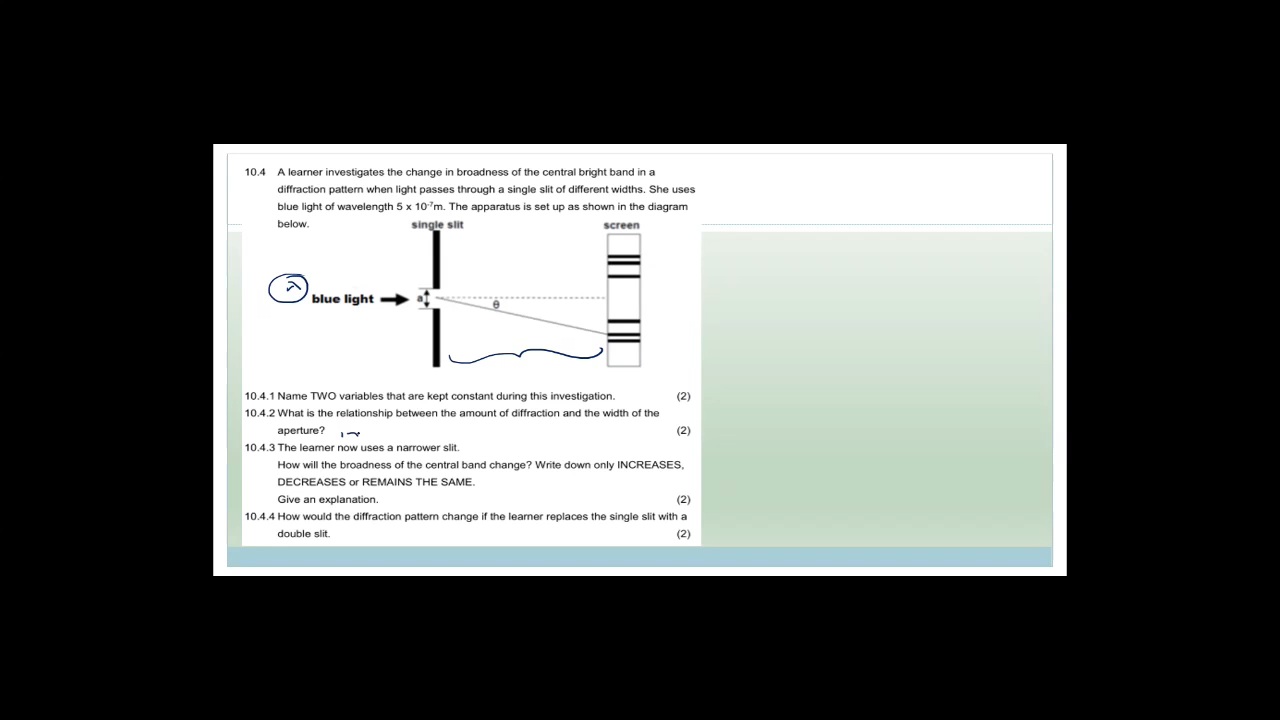 10.4 A learner investigates the change in broadness of the central bright band in a
diffraction pattern when light passes through a single slit of different widths. She uses
blue light of wavelength 5 x 10⁻⁷m. The apparatus is set up as shown in the diagram
below.
single slit screen
λ
blue light a θ
10.4.1 Name TWO variables that are kept constant during this investigation. (2)
10.4.2 What is the relationship between the amount of diffraction and the width of the
aperture? (2)
10.4.3 The learner now uses a narrower slit.
How will the broadness of the central band change? Write down only INCREASES,
DECREASES or REMAINS THE SAME.
Give an explanation. (2)
10.4.4 How would the diffraction pattern change if the learner replaces the single slit with a
double slit. (2)